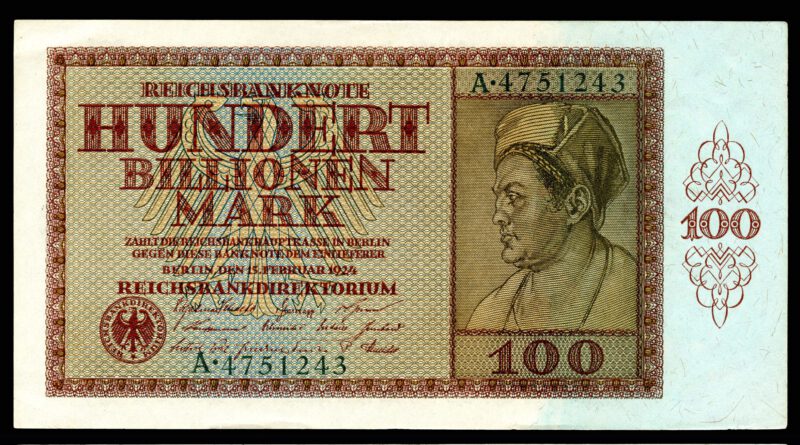 REICHSBANKNOTE
HUNDERT
BILLIONEN
MARK
ZAHLT DIE REICHSBANKHAUPTKASSE IN BERLIN
GEGEN DIESE BANKNOTE DEM EINLIEFERER
BERLIN, DEN 15. FEBRUAR 1924
REICHSBANKDIREKTORIUM
REICHSBANKDIREKTORIUM
A·4751243
A·4751243
100
100